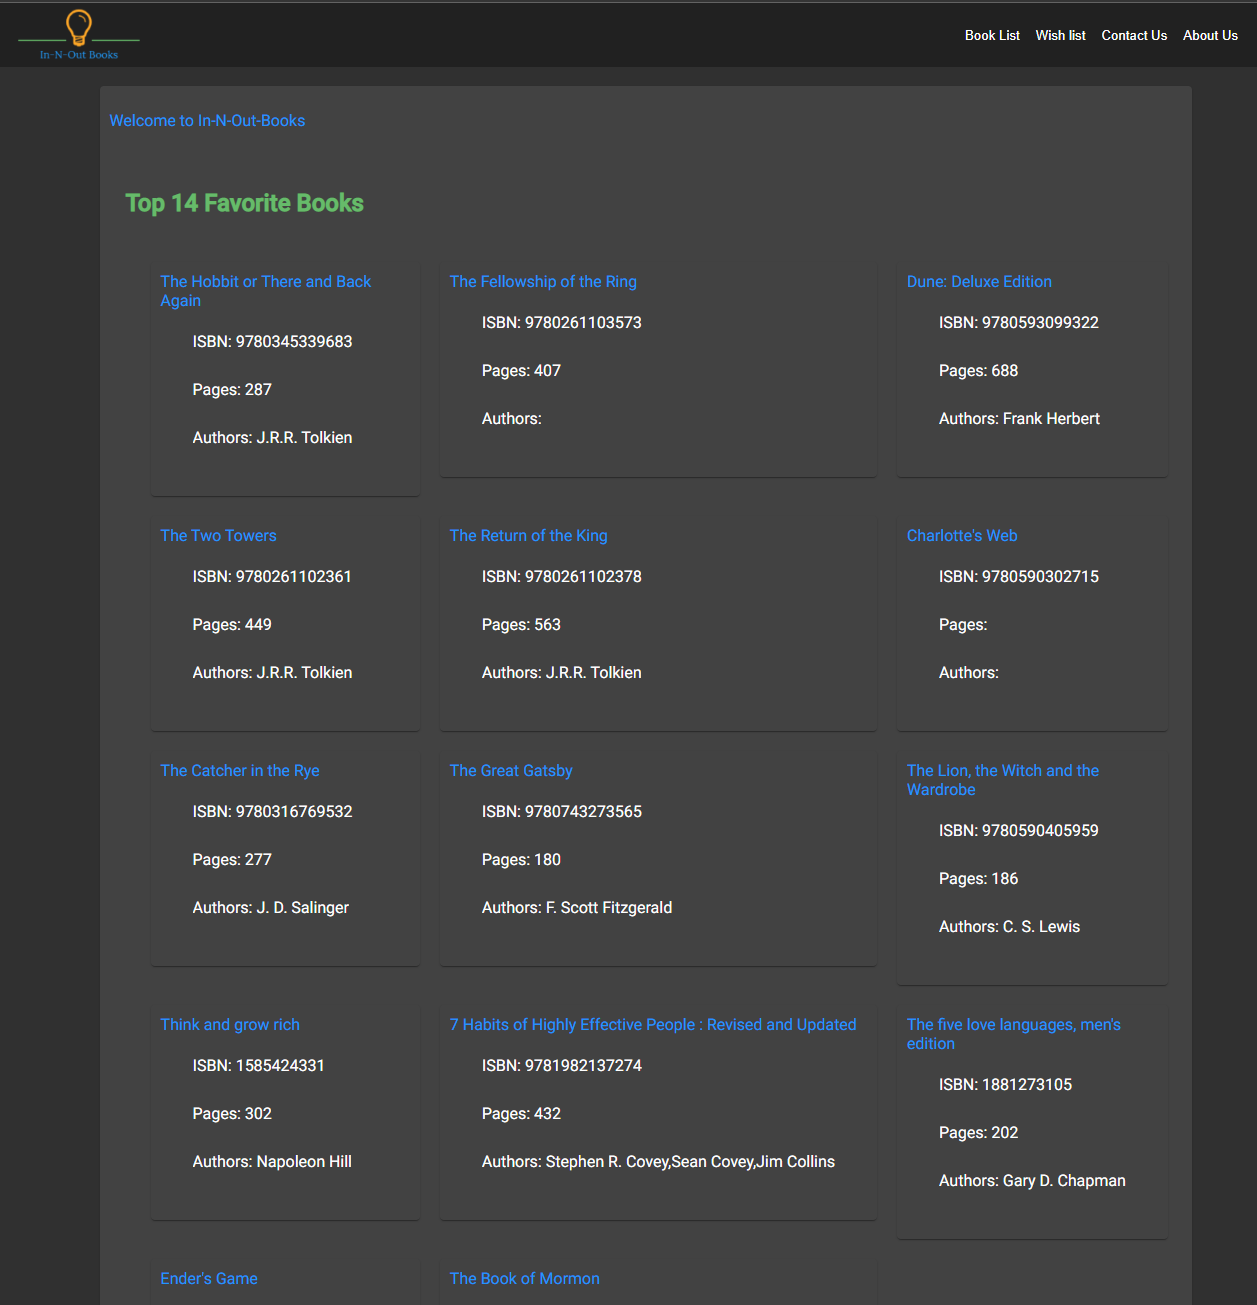 In-N-Out Books
Book List
Wish list
Contact Us
About Us
Welcome to In-N-Out-Books
Top 14 Favorite Books
The Hobbit or There and Back
Again
ISBN: 9780345339683
Pages: 287
Authors: J.R.R. Tolkien
The Fellowship of the Ring
ISBN: 9780261103573
Pages: 407
Authors:
Dune: Deluxe Edition
ISBN: 9780593099322
Pages: 688
Authors: Frank Herbert
The Two Towers
ISBN: 9780261102361
Pages: 449
Authors: J.R.R. Tolkien
The Return of the King
ISBN: 9780261102378
Pages: 563
Authors: J.R.R. Tolkien
Charlotte's Web
ISBN: 9780590302715
Pages:
Authors:
The Catcher in the Rye
ISBN: 9780316769532
Pages: 277
Authors: J. D. Salinger
The Great Gatsby
ISBN: 9780743273565
Pages: 180
Authors: F. Scott Fitzgerald
The Lion, the Witch and the
Wardrobe
ISBN: 9780590405959
Pages: 186
Authors: C. S. Lewis
Think and grow rich
ISBN: 1585424331
Pages: 302
Authors: Napoleon Hill
7 Habits of Highly Effective People : Revised and Updated
ISBN: 9781982137274
Pages: 432
Authors: Stephen R. Covey,Sean Covey,Jim Collins
The five love languages, men's
edition
ISBN: 1881273105
Pages: 202
Authors: Gary D. Chapman
Ender's Game
The Book of Mormon